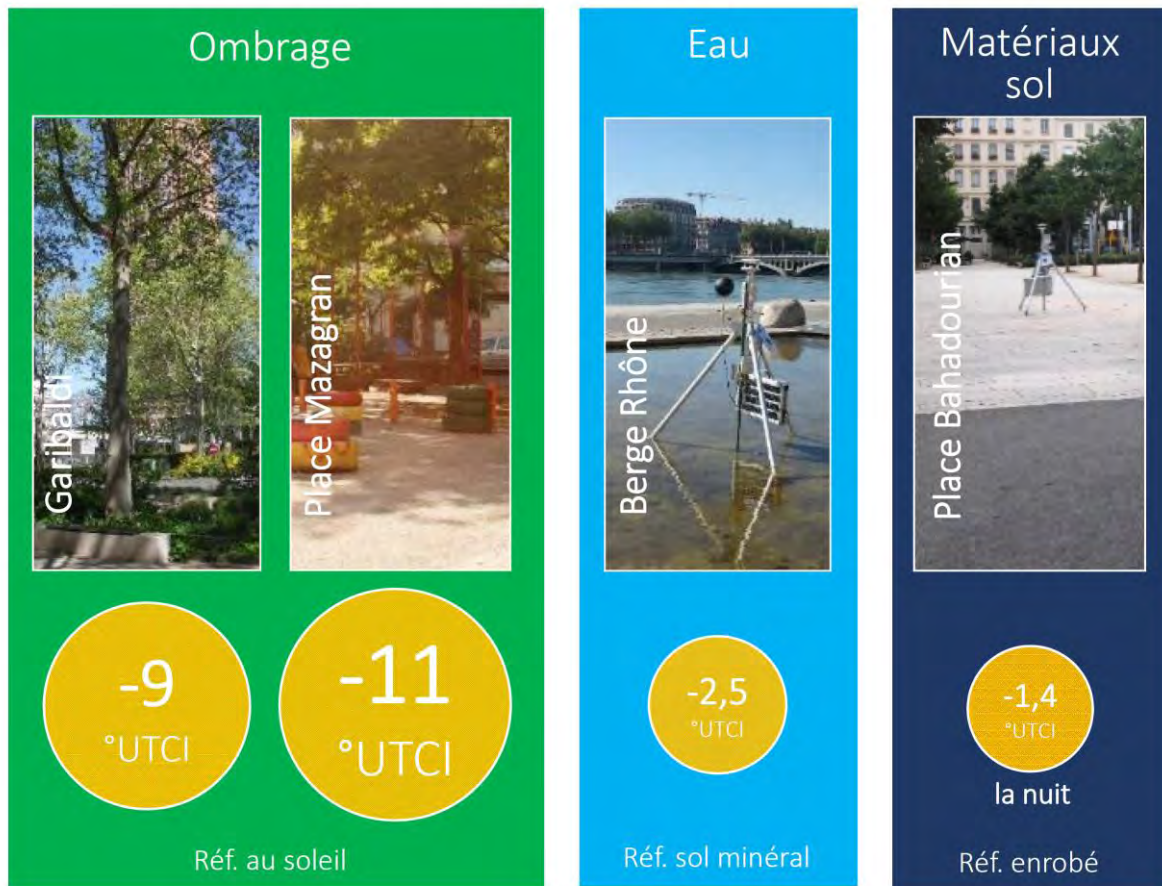 Ombrage
Garibaldi
Place Mazagran
-9
°UTCI
-11
°UTCI
Réf. au soleil
Eau
Berge Rhône
-2,5
°UTCI
Réf. sol minéral
Matériaux
sol
Place Bahadourian
-1,4
°UTCI
la nuit
Réf. enrobé